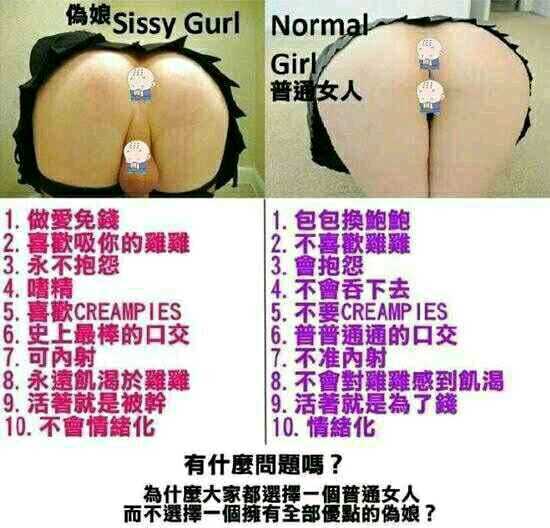 偽娘 Sissy Gurl
Normal
Girl
普通女人
1. 做愛免錢
2. 喜歡吸你的雞雞
3. 永不抱怨
4. 嗜精
5. 喜歡CREAMPIES
6. 史上最棒的口交
7. 可內射
8. 永遠飢渴於雞雞
9. 活著就是被幹
10. 不會情緒化
1. 包包換鮑鮑
2. 不喜歡雞雞
3. 會抱怨
4. 不會吞下去
5. 不要CREAMPIES
6. 普普通通的口交
7. 不准內射
8. 不會對雞雞感到飢渴
9. 活著就是為了錢
10. 情緒化
有什麼問題嗎？
為什麼大家都選擇一個普通女人
而不選擇一個擁有全部優點的偽娘？